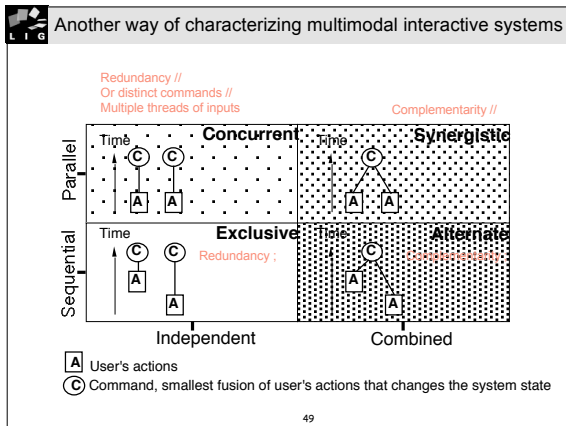 LIG
Another way of characterizing multimodal interactive systems
Redundancy //
Or distinct commands //
Multiple threads of inputs
Complementarity //
Parallel
Time
Concurrent
C C
A A
Time
Synergistic
C
A A
Sequential
Time
Exclusive
C C
Redundancy ;
A
A
Time
Alternate
C
Complementarity
A
A
Independent
Combined
A User's actions
C Command, smallest fusion of user's actions that changes the system state
49